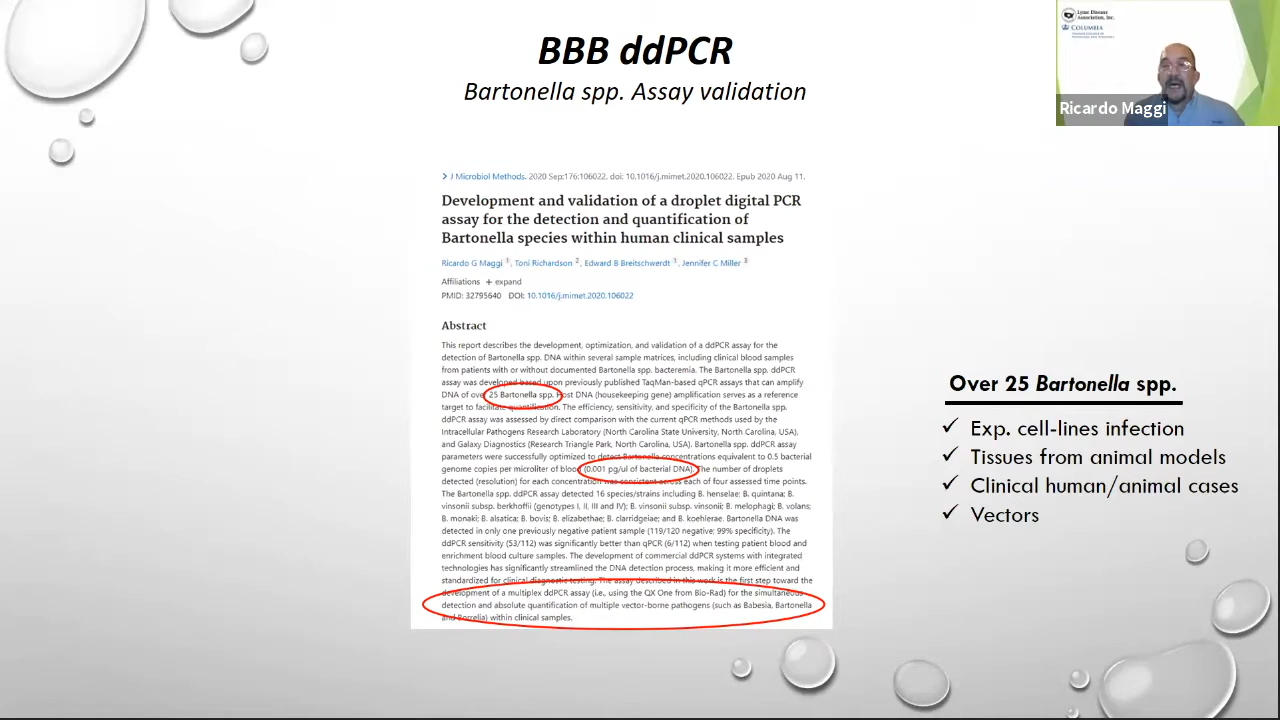 BBB ddPCR
Bartonella spp. Assay validation
Lyme Disease
Association, Inc.
COLUMBIA
Ricardo Maggi
J Microbiol Methods. 2020 Sep:176:106022. doi: 10.1016/j.mimet.2020.106022. Epub 2020 Aug 11.
Development and validation of a droplet digital PCR
assay for the detection and quantification of
Bartonella species within human clinical samples
Ricardo G Maggi 1, Toni Richardson 2, Edward B Breitschwerdt 1, Jennifer C Miller 3
Affiliations + expand
PMID: 32795640 DOI: 10.1016/j.mimet.2020.106022
Abstract
This report describes the development, optimization, and validation of a ddPCR assay for the
detection of Bartonella spp. DNA within several sample matrices, including clinical blood samples
from patients with or without documented Bartonella spp. bacteremia. The Bartonella spp. ddPCR
assay was developed based upon previously published TaqMan-based qPCR assays that can amplify
DNA of over 25 Bartonella spp. Host DNA (housekeeping gene) amplification serves as a reference
target to facilitate quantification. The efficiency, sensitivity, and specificity of the Bartonella spp.
ddPCR assay was assessed by direct comparison with the current qPCR methods used by the
Intracellular Pathogens Research Laboratory (North Carolina State University, North Carolina, USA),
and Galaxy Diagnostics (Research Triangle Park, North Carolina, USA). Bartonella spp. ddPCR assay
parameters were successfully optimized to detect Bartonella concentrations equivalent to 0.5 bacterial
genome copies per microliter of blood (0.001 pg/ul of bacterial DNA). The number of droplets
detected (resolution) for each concentration was consistent across each of four assessed time points.
The Bartonella spp. ddPCR assay detected 16 species/strains including B. henselae; B. quintana; B.
vinsonii subsp. berkhoffii (genotypes I, II, III and IV); B. vinsonii subsp. vinsonii; B. melophagi; B. volans;
B. monaki; B. alsatica; B. bovis; B. elizabethae; B. clarridgeiae; and B. koehlerae. Bartonella DNA was
detected in only one previously negative patient sample (119/120 negative; 99% specificity). The
ddPCR sensitivity (53/112) was significantly better than qPCR (6/112) when testing patient blood and
enrichment blood culture samples. The development of commercial ddPCR systems with integrated
technologies has significantly streamlined the DNA detection process, making it more efficient and
standardized for clinical diagnostic testing. The assay described in this work is the first step toward the
development of a multiplex ddPCR assay (i.e., using the QX One from Bio-Rad) for the simultaneous
detection and absolute quantification of multiple vector-borne pathogens (such as Babesia, Bartonella
and Borrelia) within clinical samples.
Over 25 Bartonella spp.
✓ Exp. cell-lines infection
✓ Tissues from animal models
✓ Clinical human/animal cases
✓ Vectors